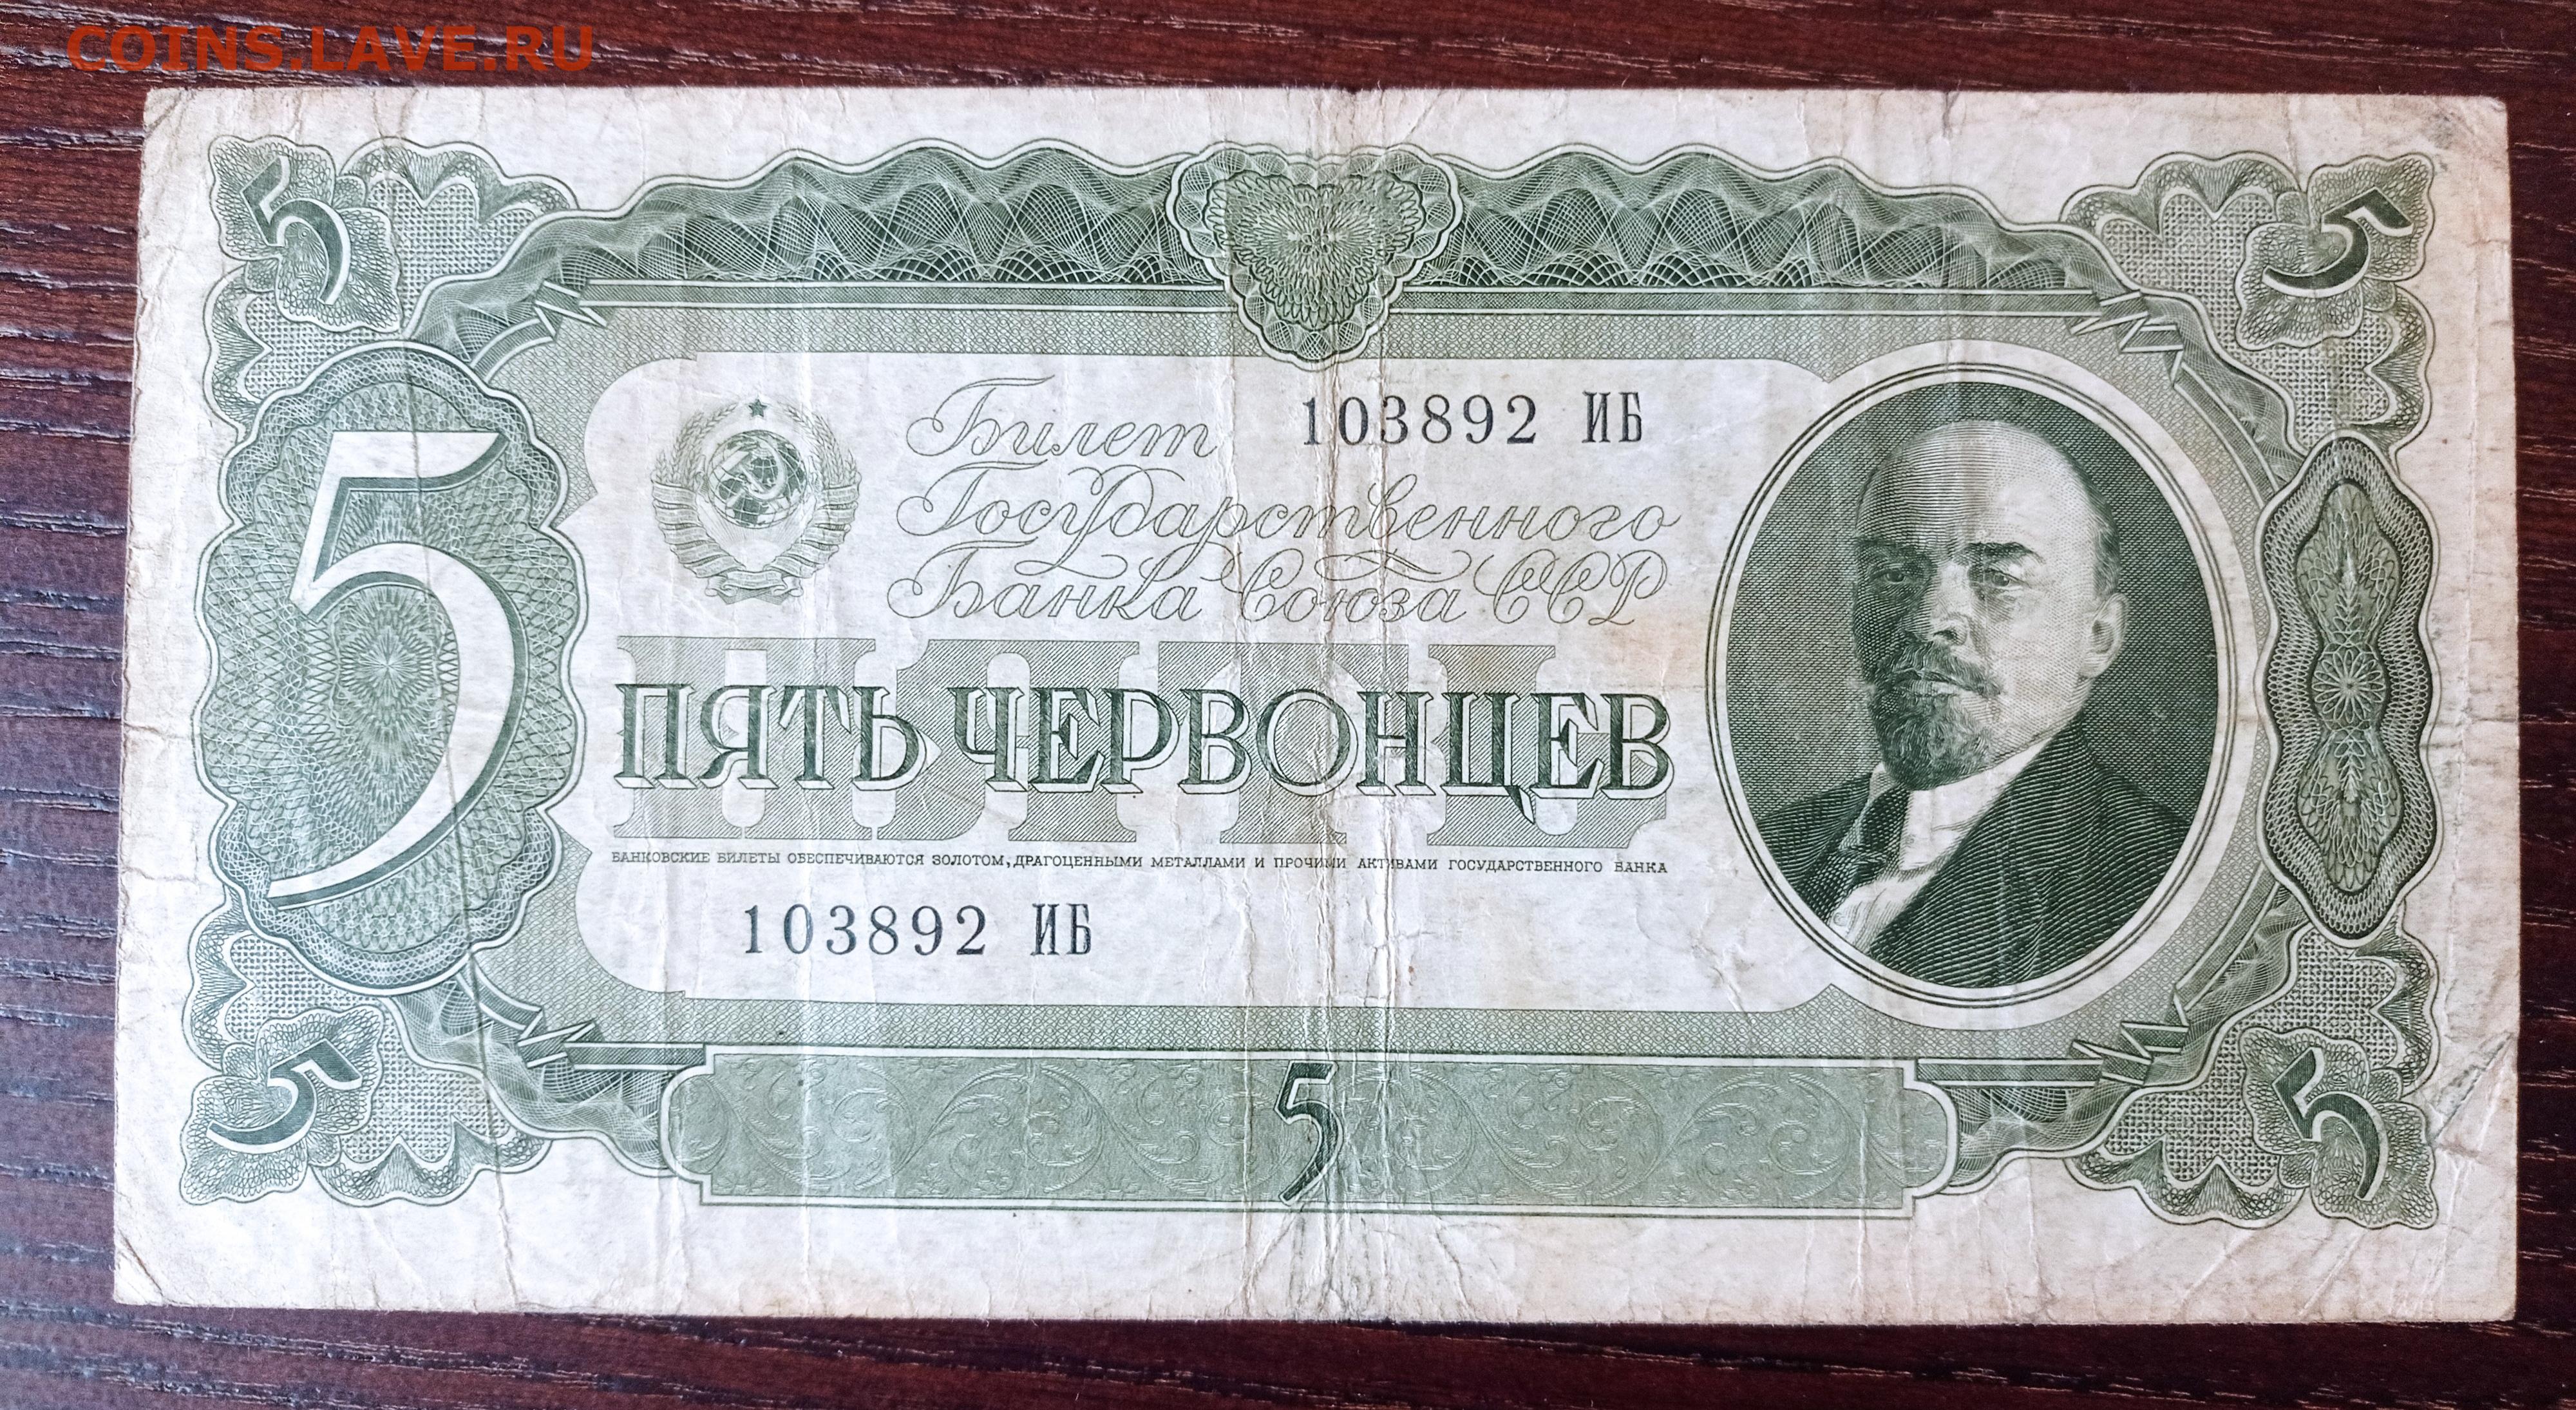 COINS.LAVE.RU
5 5
Билет 103892 ИБ
Государственного
Банка Союза ССР
5
ПЯТЬ
ПЯТЬ ЧЕРВОНЦЕВ
БАНКОВСКИЕ БИЛЕТЫ ОБЕСПЕЧИВАЮТСЯ ЗОЛОТОМ, ДРАГОЦЕННЫМИ МЕТАЛЛАМИ И ПРОЧИМИ АКТИВАМИ ГОСУДАРСТВЕННОГО БАНКА
103892 ИБ
5 5 5